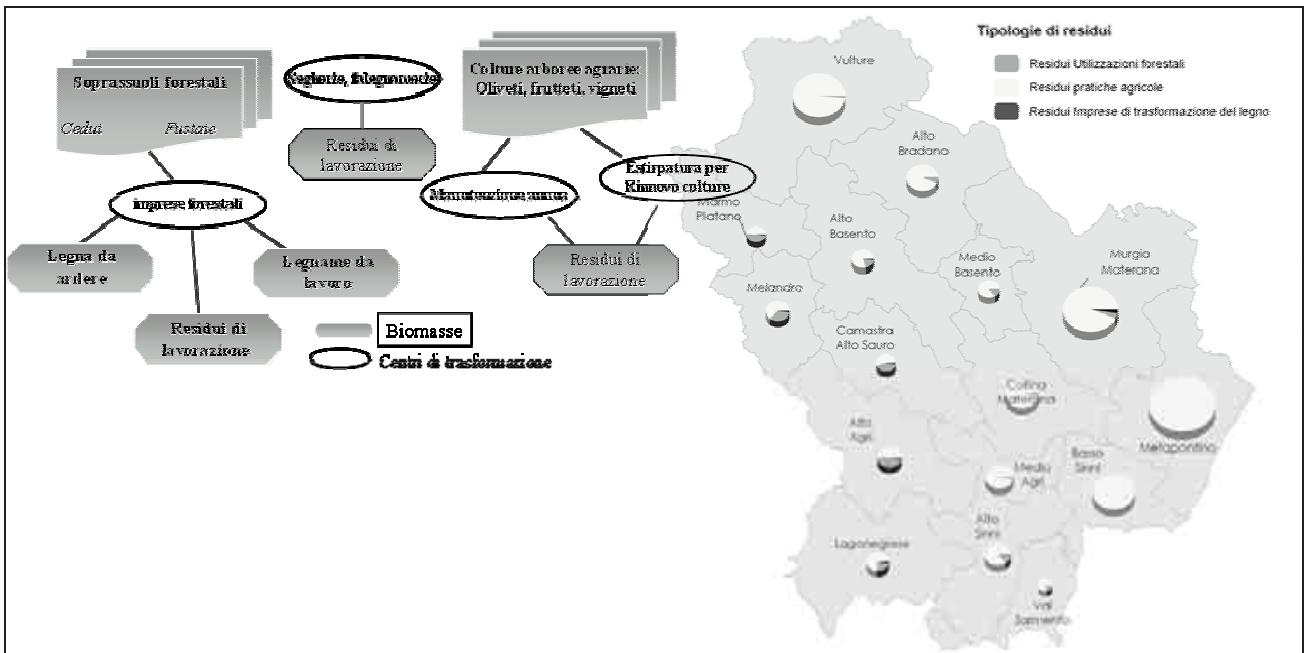 Soprassuoli forestali
Cedui Fustaie
imprese forestali
Legna da
ardere
Legname da
lavoro
Residui di
lavorazione
Segherie, falegnamerie
Residui di
lavorazione
Colture arboree agrarie:
Oliveti, frutteti, vigneti
Manutenzione annua
Estirpatura per
Rinnovo colture
Residui di
lavorazione
Biomasse
Centri di trasformazione
Tipologie di residui
Residui Utilizzazioni forestali
Residui pratiche agricole
Residui Imprese di trasformazione del legno
Vulture
Alto
Bradano
Marmo
Platano
Alto
Basento
Medio
Basento
Murgia
Materana
Melandro
Camastra
Alto Sauro
Collina
Materana
Metapontino
Alto
Agri
Medio
Agri
Basso
Sinni
Alto
Sinni
Lagonegrese
Val
Sarmento